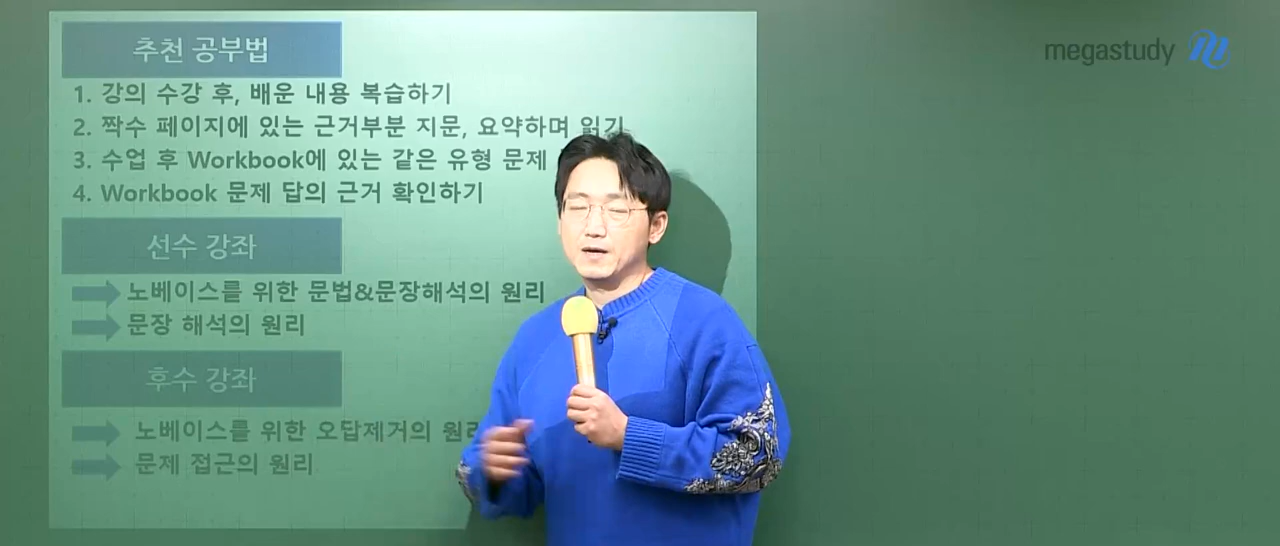 추천 공부법
megastudy
1. 강의 수강 후, 배운 내용 복습하기
2. 짝수 페이지에 있는 근거부분 지문, 요약하며 읽기
3. 수업 후 Workbook에 있는 같은 유형 문제
4. Workbook 문제 답의 근거 확인하기
선수 강좌
노베이스를 위한 문법&문장해석의 원리
문장 해석의 원리
후수 강좌
노베이스를 위한 오답제거의 원리
문제 접근의 원리